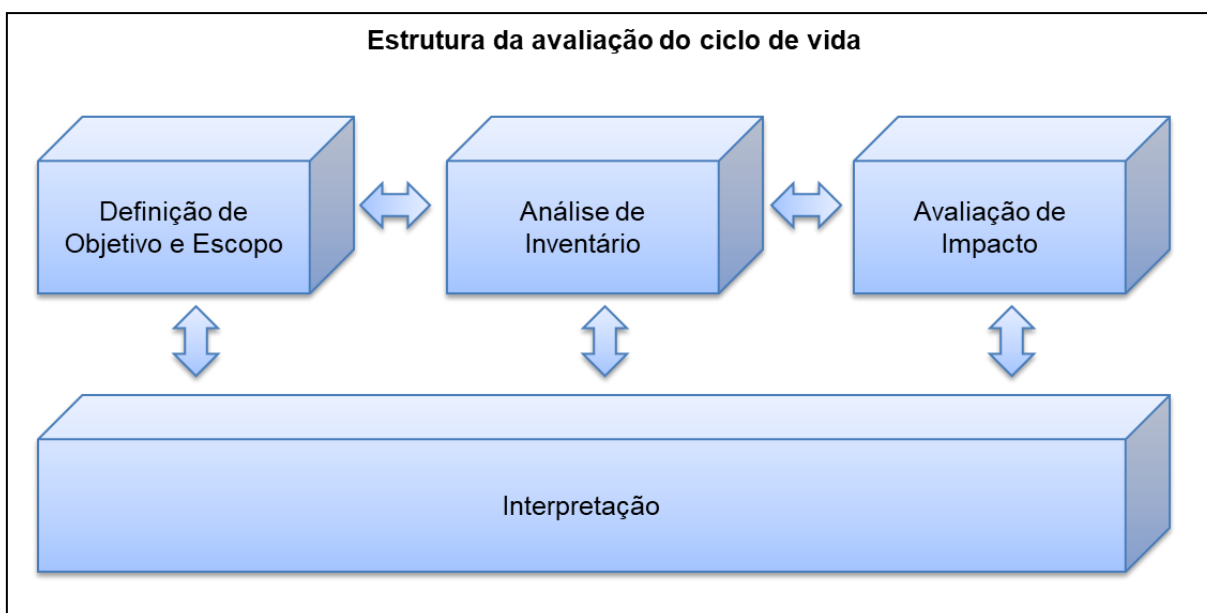 Estrutura da avaliação do ciclo de vida
Definição de
Objetivo e Escopo
Análise de
Inventário
Avaliação de
Impacto
Interpretação